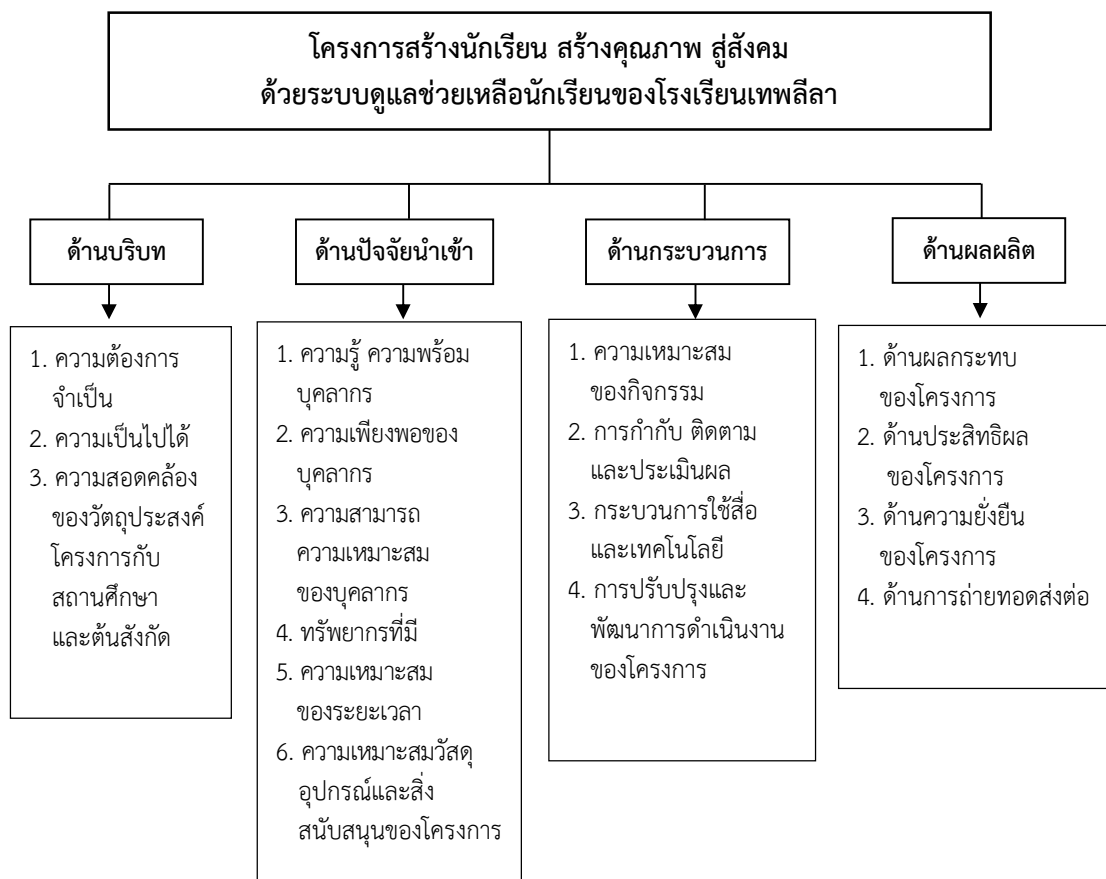 โครงการสร้างนักเรียน สร้างคุณภาพ สู่สังคม
ด้วยระบบดูแลช่วยเหลือนักเรียนของโรงเรียนเทพลีลา
ด้านบริบท
1. ความต้องการ
จำเป็น
2. ความเป็นไปได้
3. ความสอดคล้อง
ของวัตถุประสงค์
โครงการกับ
สถานศึกษา
และต้นสังกัด
ด้านปัจจัยนำเข้า
1. ความรู้ ความพร้อม
บุคลากร
2. ความเพียงพอของ
บุคลากร
3. ความสามารถ
ความเหมาะสม
ของบุคลากร
4. ทรัพยากรที่มี
5. ความเหมาะสม
ของระยะเวลา
6. ความเหมาะสมวัสดุ
อุปกรณ์และสิ่ง
สนับสนุนของโครงการ
ด้านกระบวนการ
1. ความเหมาะสม
ของกิจกรรม
2. การกำกับ ติดตาม
และประเมินผล
3. กระบวนการใช้สื่อ
และเทคโนโลยี
4. การปรับปรุงและ
พัฒนาการดำเนินงาน
ของโครงการ
ด้านผลผลิต
1. ด้านผลกระทบ
ของโครงการ
2. ด้านประสิทธิผล
ของโครงการ
3. ด้านความยั่งยืน
ของโครงการ
4. ด้านการถ่ายทอดส่งต่อ